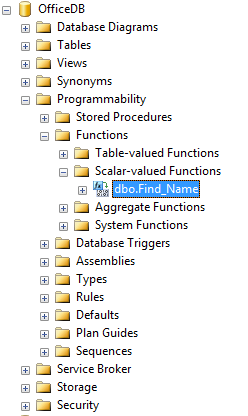 OfficeDB
Database Diagrams
Tables
Views
Synonyms
Programmability
Stored Procedures
Functions
Table-valued Functions
Scalar-valued Functions
dbo.Find_Name
Aggregate Functions
System Functions
Database Triggers
Assemblies
Types
Rules
Defaults
Plan Guides
Sequences
Service Broker
Storage
Security